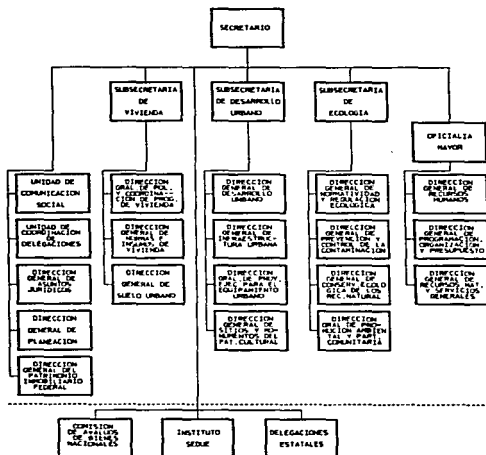 SECRETARIO
SUBSECRETARIA
DE
VIVIENDA
SUBSECRETARIA
DE DESARROLLO
URBANO
SUBSECRETARIA
DE
ECOLOGIA
OFICIALIA
MAYOR
UNIDAD DE
COMUNICACION
SOCIAL
UNIDAD DE
COORDINACION
DE
DELEGACIONES
DIRECCION
GENERAL DE
ASUNTOS
JURIDICOS
DIRECCION
GENERAL
DE PLANEACION
DIRECCION
GENERAL DEL
PATRIMONIO
INMOBILIARIO
FEDERAL
DIRECCION
GRAL.DE POL.
Y COORDINA-
CION DE PROG.
DE VIVIENDA
DIRECCION
GENERAL DE
NORMAS E
INSUMOS DE
VIVIENDA
DIRECCION
GENERAL DE
SUELO URBANO
DIRECCION
GENERAL DE
DESARROLLO
URBANO
DIRECCION
GENERAL DE
INFRAESTRUC-
TURA URBANA
DIRECCION
GRAL.DE PROY.
EJEC.PARA EL
EQUIPAMIENTO
URBANO
DIRECCION
GENERAL DE
SITIOS Y MON-
UMENTOS DEL
PAT.CULTURAL
DIRECCION
GENERAL DE
NORMATIVIDAD
Y REGULACION
ECOLOGICA
DIRECCION
GENERAL DE
PREVENCION Y
CONTROL DE LA
CONTAMINACION
DIRECCION
GENERAL DE
CONSERV.ECOLO
GICA DE LOS
REC.NATURAL
DIRECCION
GRAL DE PROM
OCION AMBIEN
TAL Y PART.
COMUNITARIA
DIRECCION
GENERAL DE
RECURSOS
HUMANOS
DIRECCION
GENERAL DE
PROGRAMACION,
ORGANIZACION
Y PRESUPUESTO
DIRECCION
GENERAL DE
RECURSOS MAT.
Y SERVICIOS
GENERALES
COMISION
DE AVALUOS
DE BIENES
NACIONALES
INSTITUTO
SEDUE
DELEGACIONES
ESTATALES